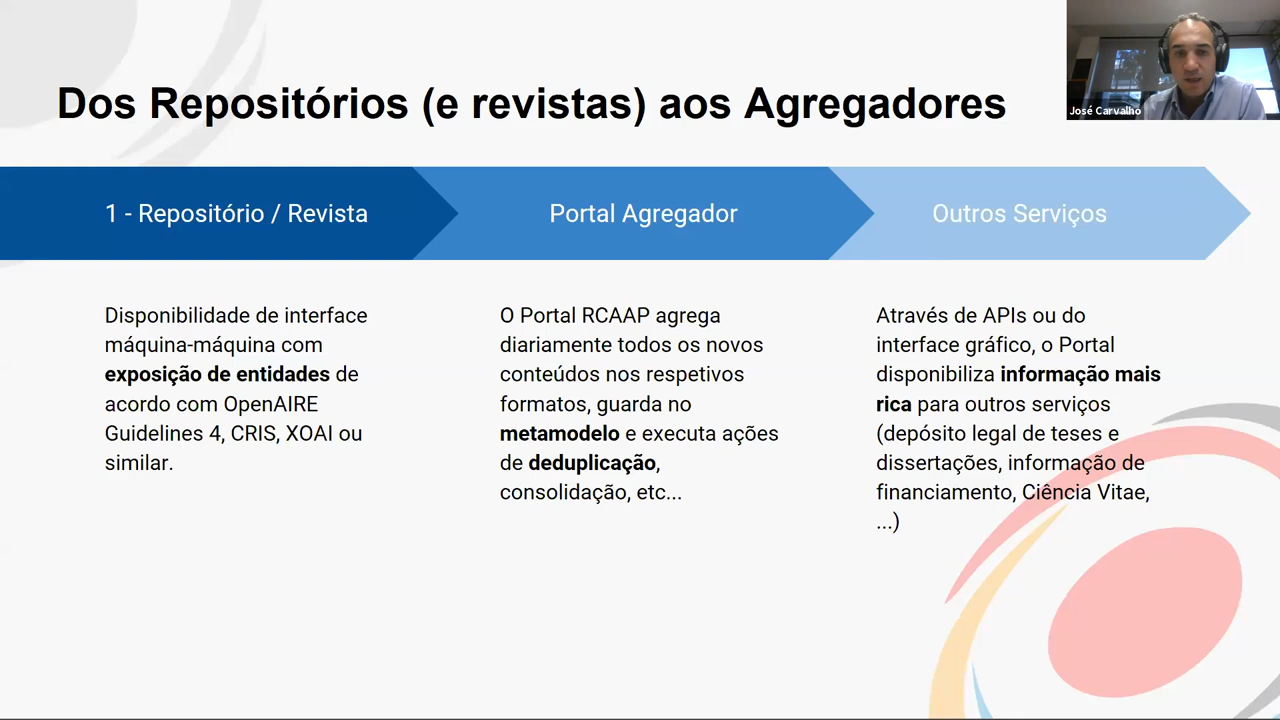 José Carvalho
Dos Repositórios (e revistas) aos Agregadores
1 - Repositório / Revista
Portal Agregador
Outros Serviços
Disponibilidade de interface
máquina-máquina com
exposição de entidades de
acordo com OpenAIRE
Guidelines 4, CRIS, XOAI ou
similar.
O Portal RCAAP agrega
diariamente todos os novos
conteúdos nos respetivos
formatos, guarda no
metamodelo e executa ações
de deduplicação,
consolidação, etc...
Através de APIs ou do
interface gráfico, o Portal
disponibiliza informação mais
rica para outros serviços
(depósito legal de teses e
dissertações, informação de
financiamento, Ciência Vitae,
...)